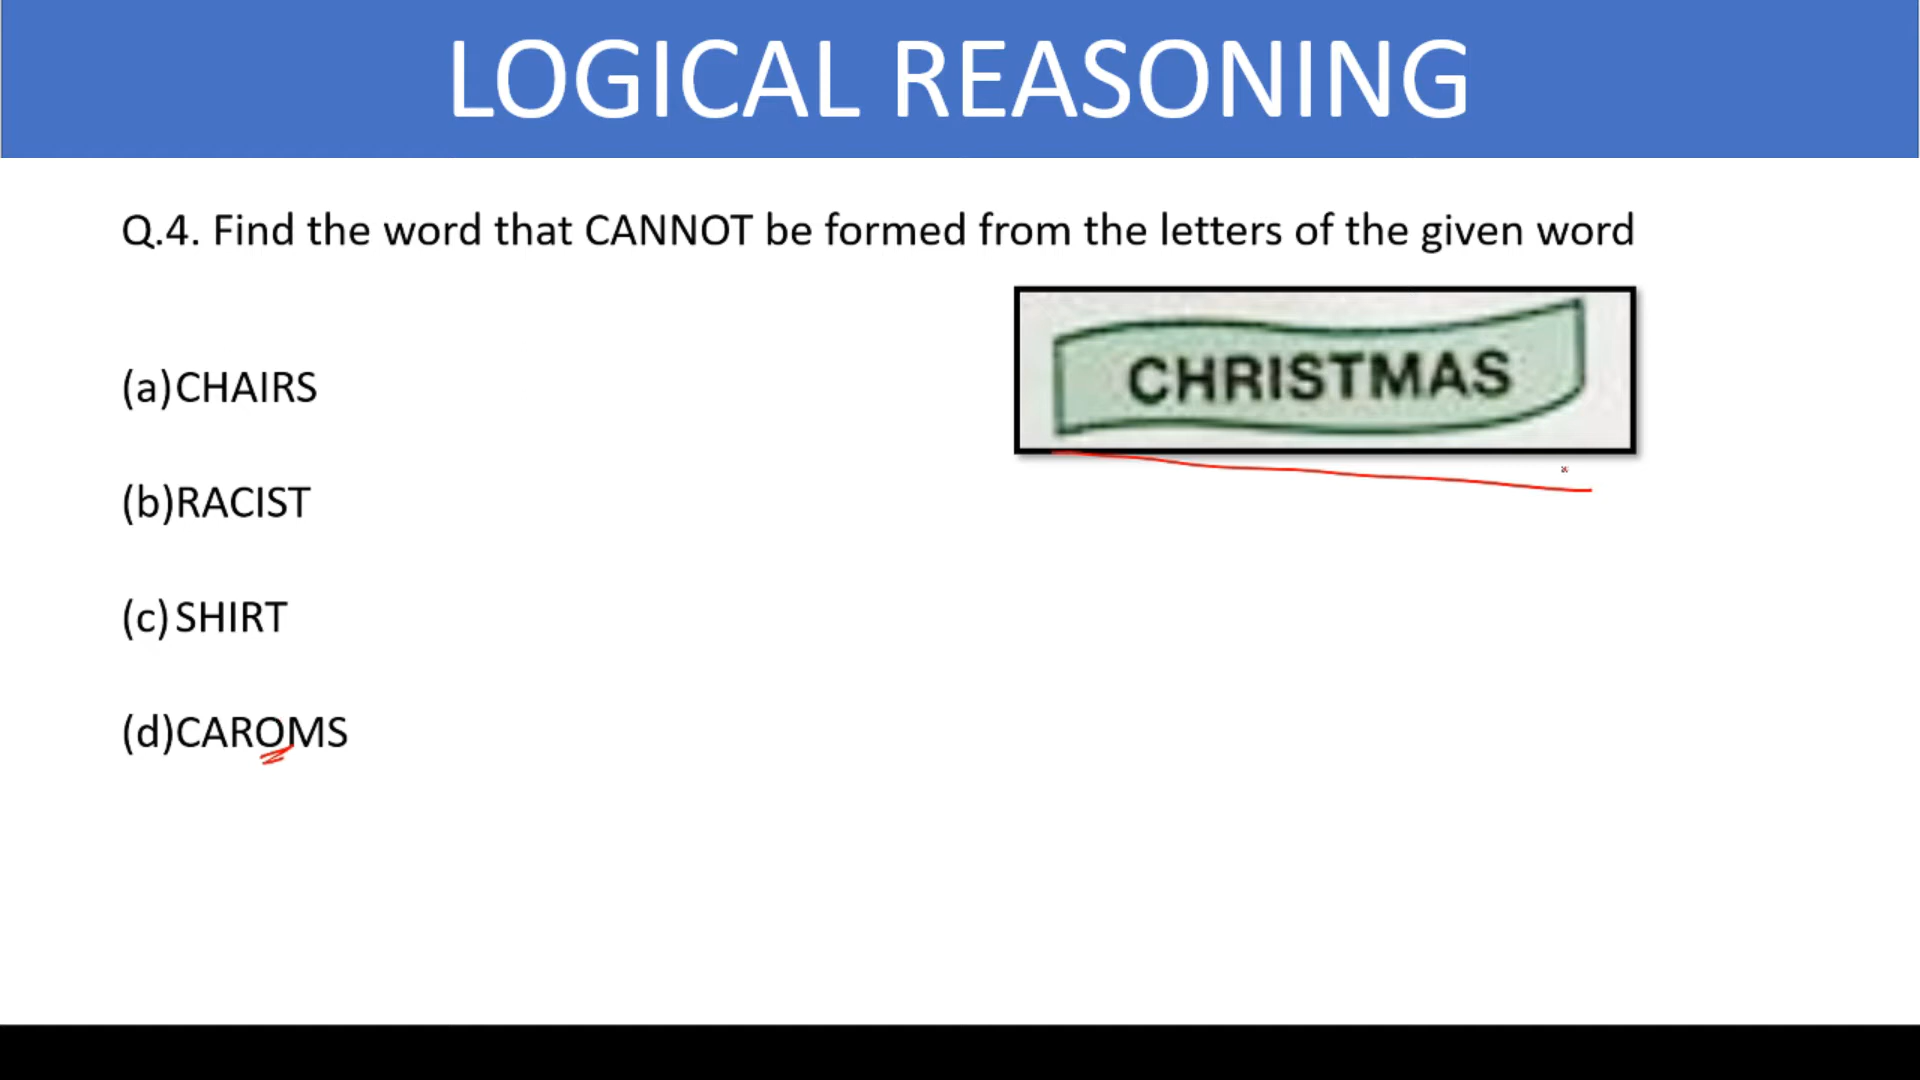 LOGICAL REASONING
Q.4. Find the word that CANNOT be formed from the letters of the given word
CHRISTMAS
(a) CHAIRS
(b) RACIST
(c) SHIRT
(d) CAROMS